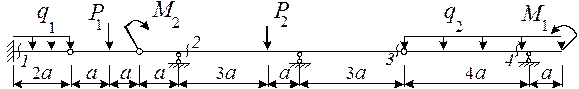 q₁ P₁ M₂ P₂ q₂ M₁
1 2 3 4
2a a a a 3a a 3a 4a a